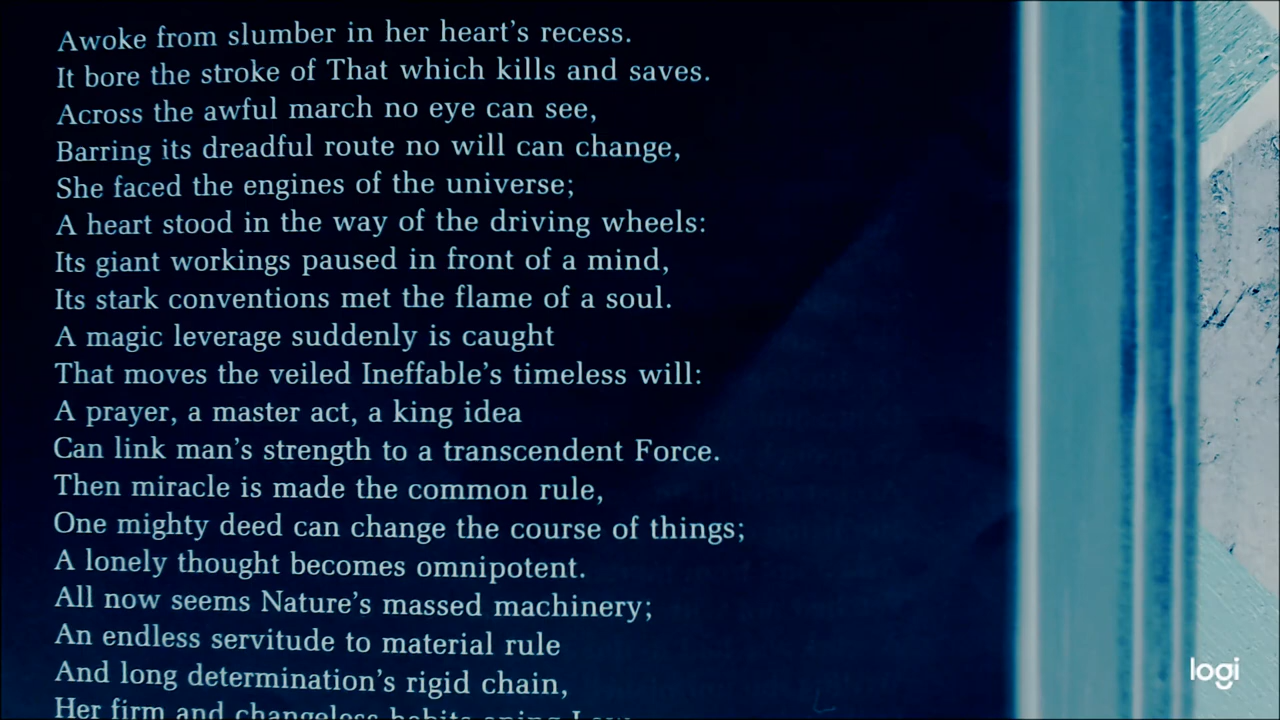 Awoke from slumber in her heart's recess.
It bore the stroke of That which kills and saves.
Across the awful march no eye can see,
Barring its dreadful route no will can change,
She faced the engines of the universe;
A heart stood in the way of the driving wheels:
Its giant workings paused in front of a mind,
Its stark conventions met the flame of a soul.
A magic leverage suddenly is caught
That moves the veiled Ineffable's timeless will:
A prayer, a master act, a king idea
Can link man's strength to a transcendent Force.
Then miracle is made the common rule,
One mighty deed can change the course of things;
A lonely thought becomes omnipotent.
All now seems Nature's massed machinery;
An endless servitude to material rule
And long determination's rigid chain,
Her firm and changeless habits
logi